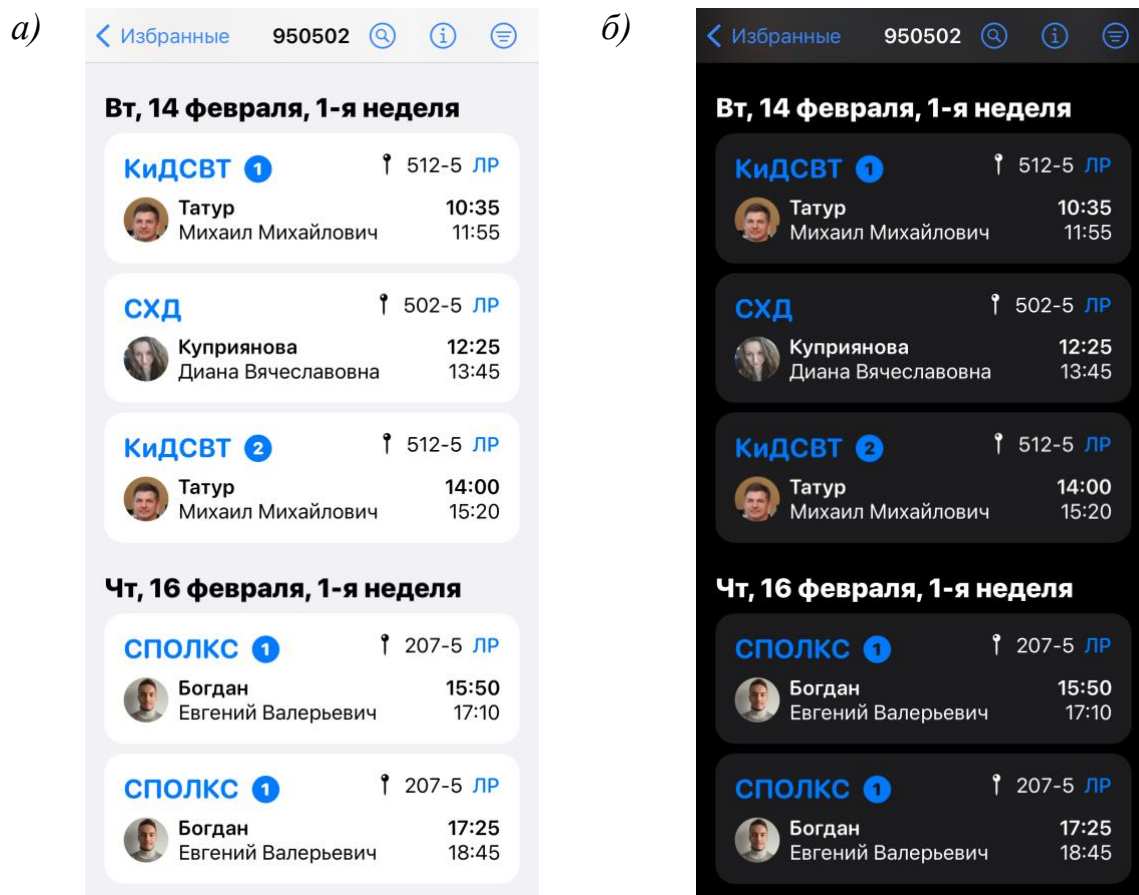 а)
Избранные 950502
Вт, 14 февраля, 1-я неделя
КиДСВТ 1 512-5 ЛР
Татур 10:35
Михаил Михайлович 11:55
СХД 502-5 ЛР
Куприянова 12:25
Диана Вячеславовна 13:45
КиДСВТ 2 512-5 ЛР
Татур 14:00
Михаил Михайлович 15:20
Чт, 16 февраля, 1-я неделя
СПОЛКС 1 207-5 ЛР
Богдан 15:50
Евгений Валерьевич 17:10
СПОЛКС 1 207-5 ЛР
Богдан 17:25
Евгений Валерьевич 18:45
б)
Избранные 950502
Вт, 14 февраля, 1-я неделя
КиДСВТ 1 512-5 ЛР
Татур 10:35
Михаил Михайлович 11:55
СХД 502-5 ЛР
Куприянова 12:25
Диана Вячеславовна 13:45
КиДСВТ 2 512-5 ЛР
Татур 14:00
Михаил Михайлович 15:20
Чт, 16 февраля, 1-я неделя
СПОЛКС 1 207-5 ЛР
Богдан 15:50
Евгений Валерьевич 17:10
СПОЛКС 1 207-5 ЛР
Богдан 17:25
Евгений Валерьевич 18:45